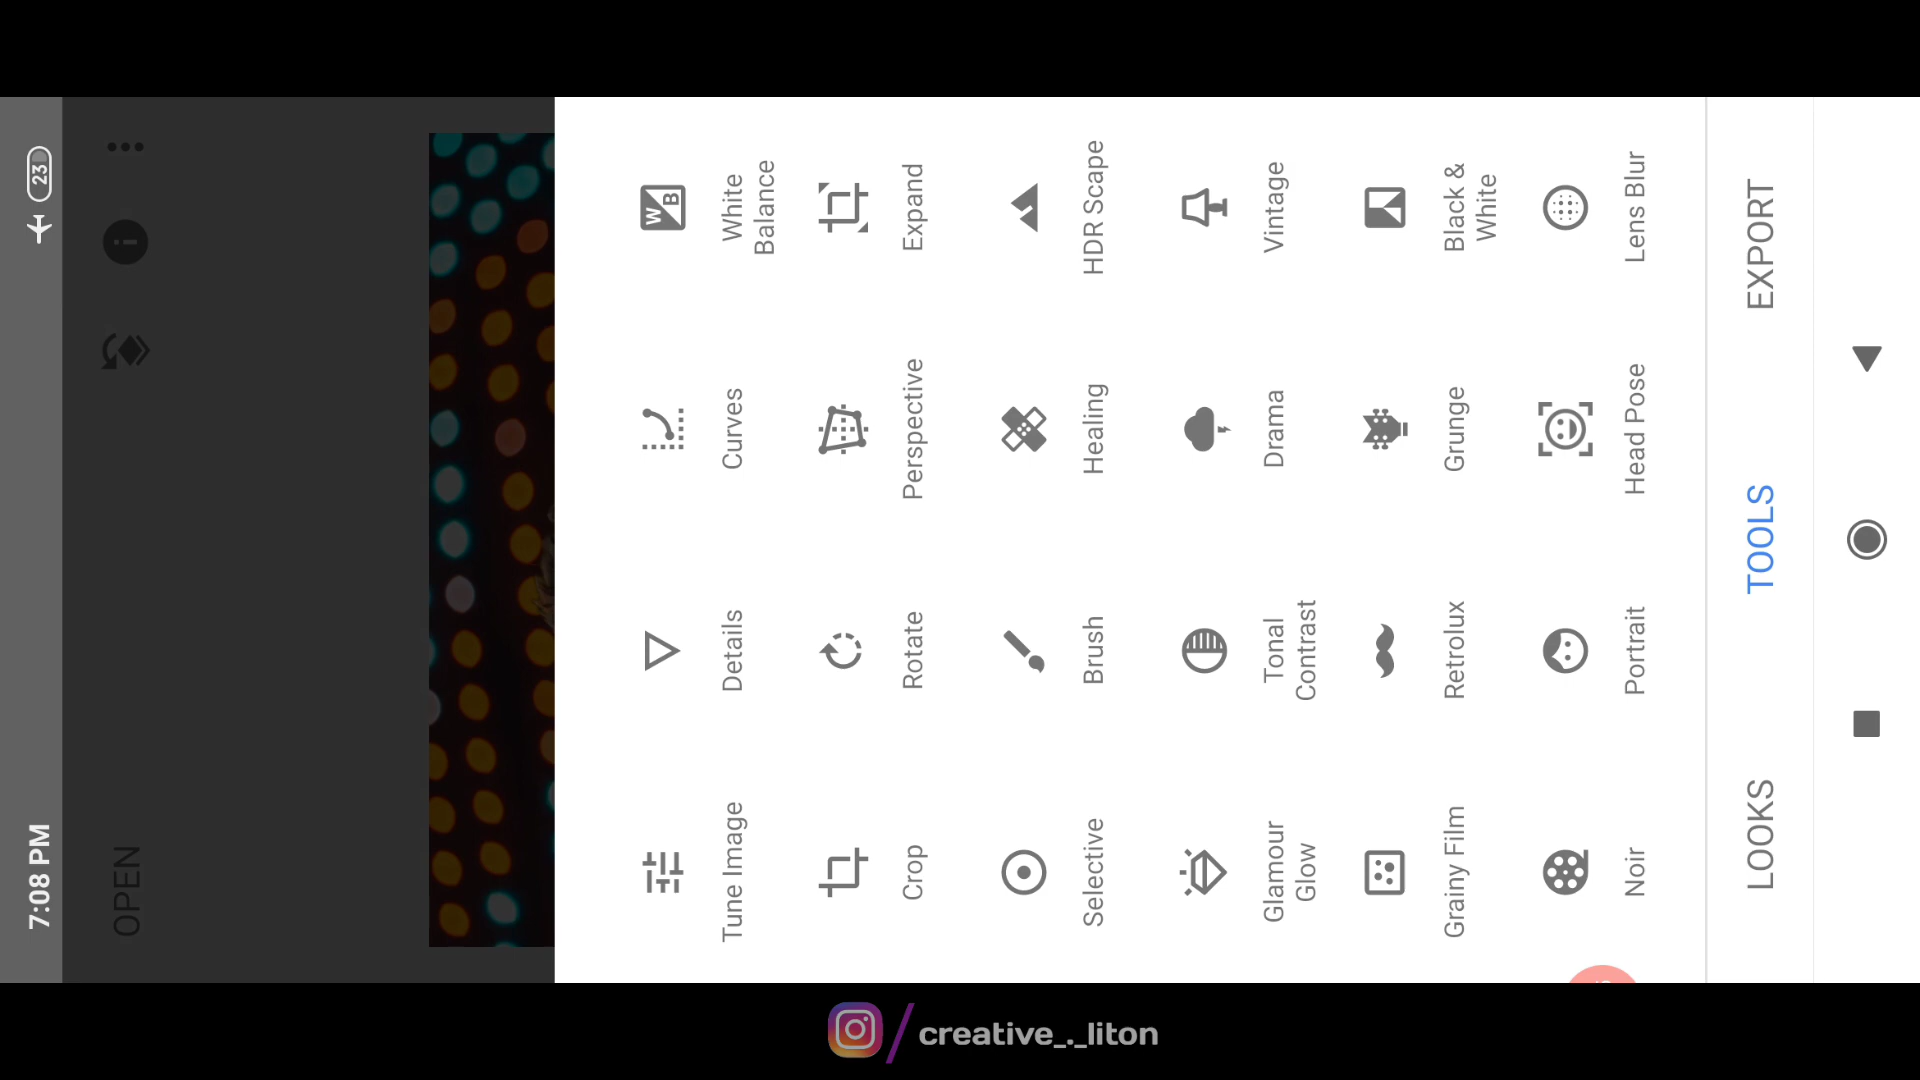 7:08 PM
23
OPEN
Tune Image
Details
Curves
WB
White
Balance
Crop
Rotate
Perspective
Expand
Selective
Brush
Healing
HDR Scape
Glamour
Glow
Tonal
Contrast
Drama
Vintage
Grainy Film
Retrolux
Grunge
Black &
White
Noir
Portrait
Head Pose
Lens Blur
LOOKS
TOOLS
EXPORT
creative_._liton